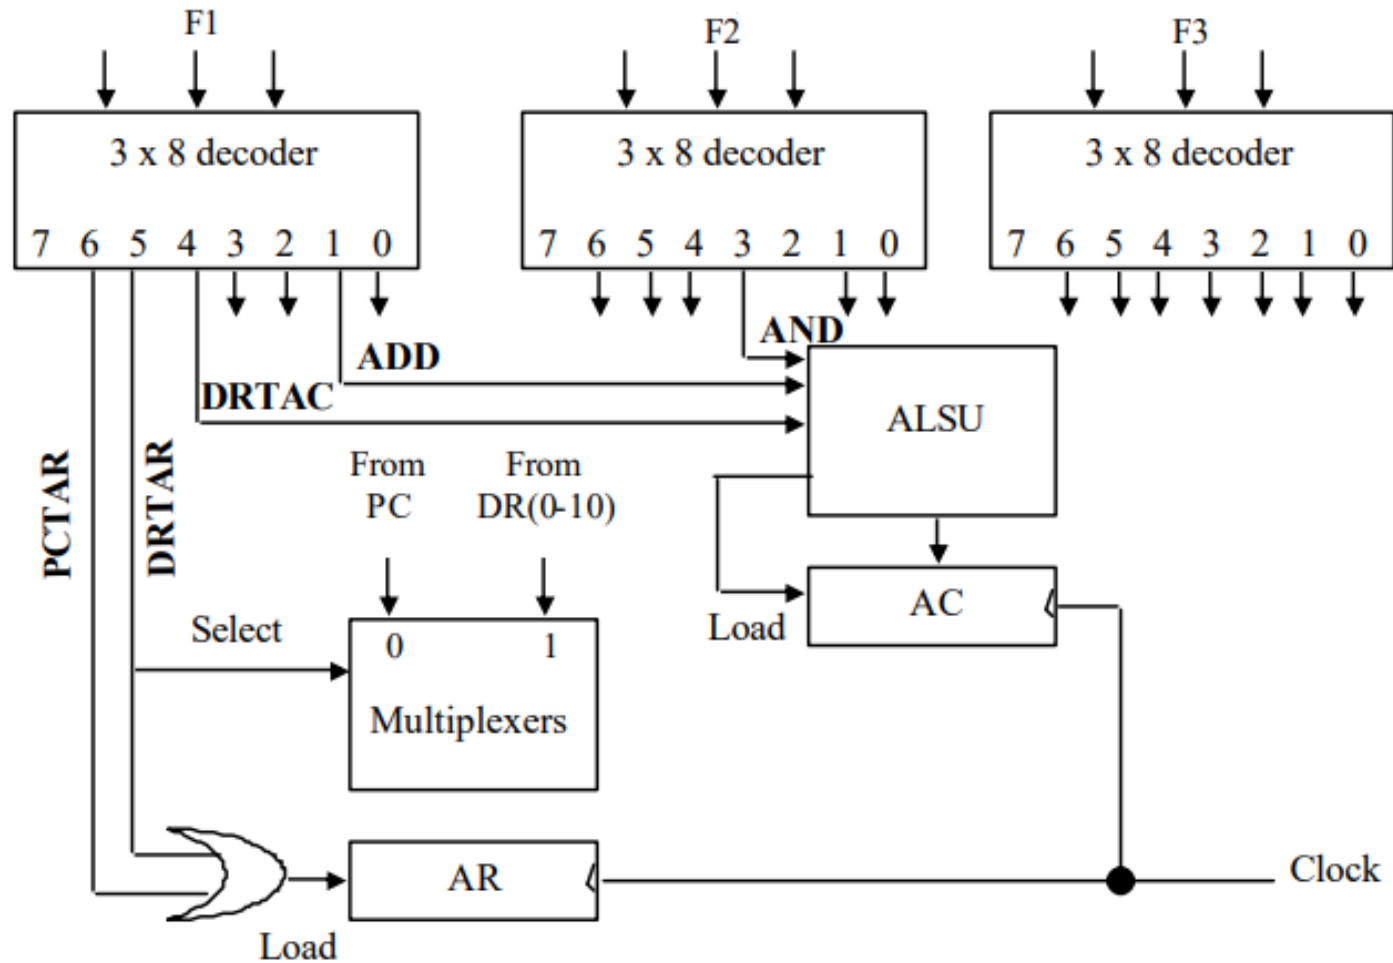 F1
F2
F3
3 x 8 decoder
3 x 8 decoder
3 x 8 decoder
7 6 5 4 3 2 1 0
7 6 5 4 3 2 1 0
7 6 5 4 3 2 1 0
AND
ADD
DRTAC
ALSU
PCTAR
DRTAR
From
PC
From
DR(0-10)
AC
Load
Select
0 1
Multiplexers
AR
Clock
Load